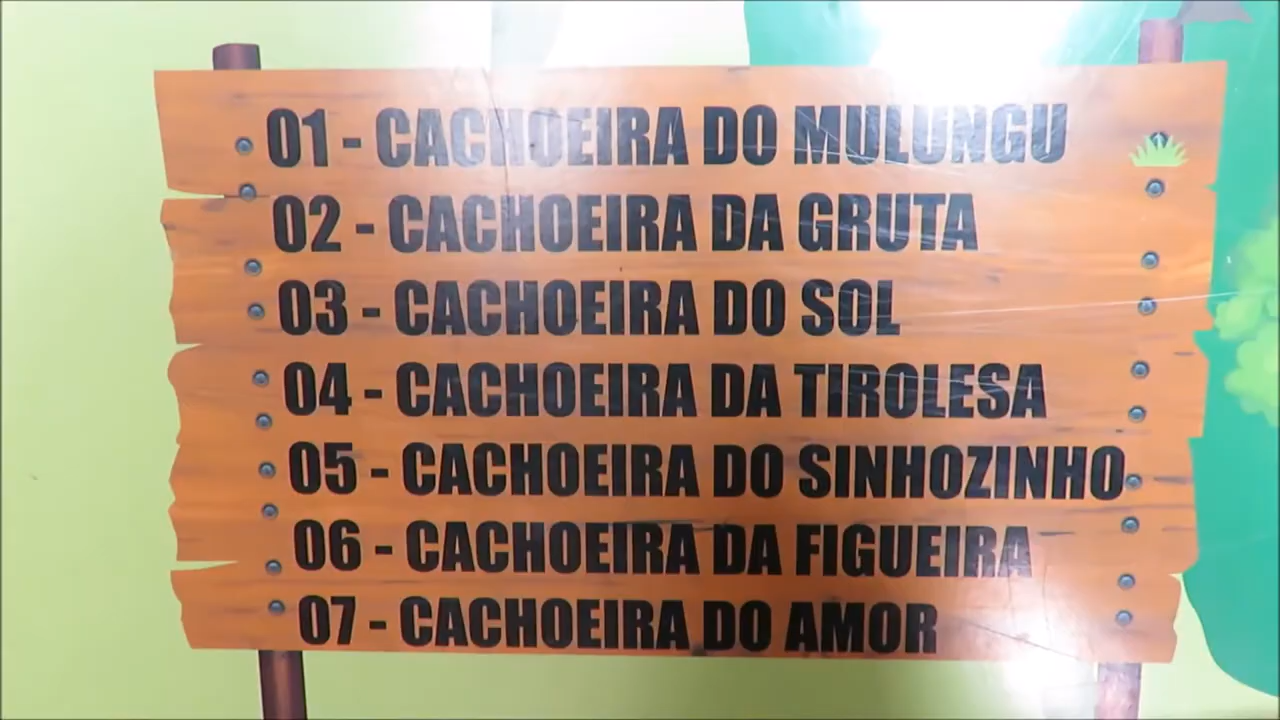 01 - CACHOEIRA DO MULUNGU
02 - CACHOEIRA DA GRUTA
03 - CACHOEIRA DO SOL
04 - CACHOEIRA DA TIROLESA
05 - CACHOEIRA DO SINHOZINHO
06 - CACHOEIRA DA FIGUEIRA
07 - CACHOEIRA DO AMOR